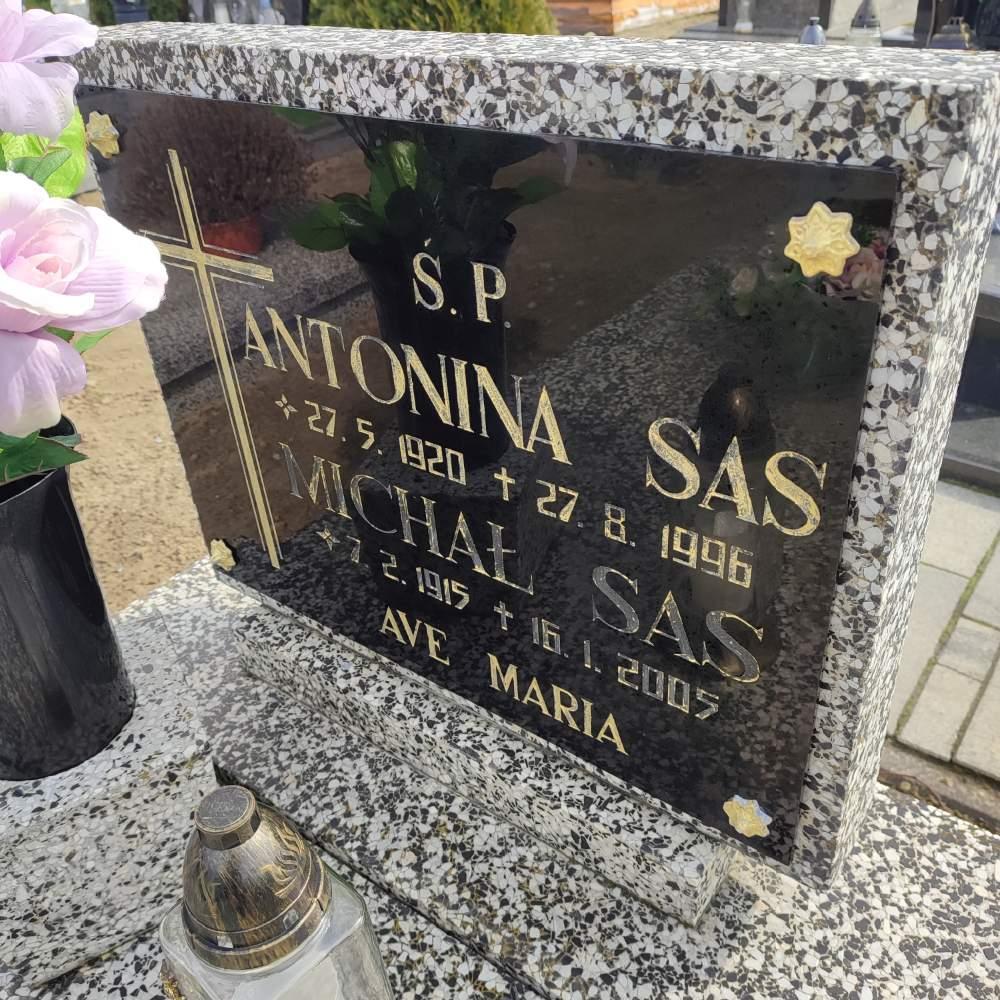 Ś.P.
ANTONINA SAS
27.5.1920 ✝ 27.8.1996
MICHAŁ SAS
7.2.1915 ✝ 16.1.2005
AVE MARIA